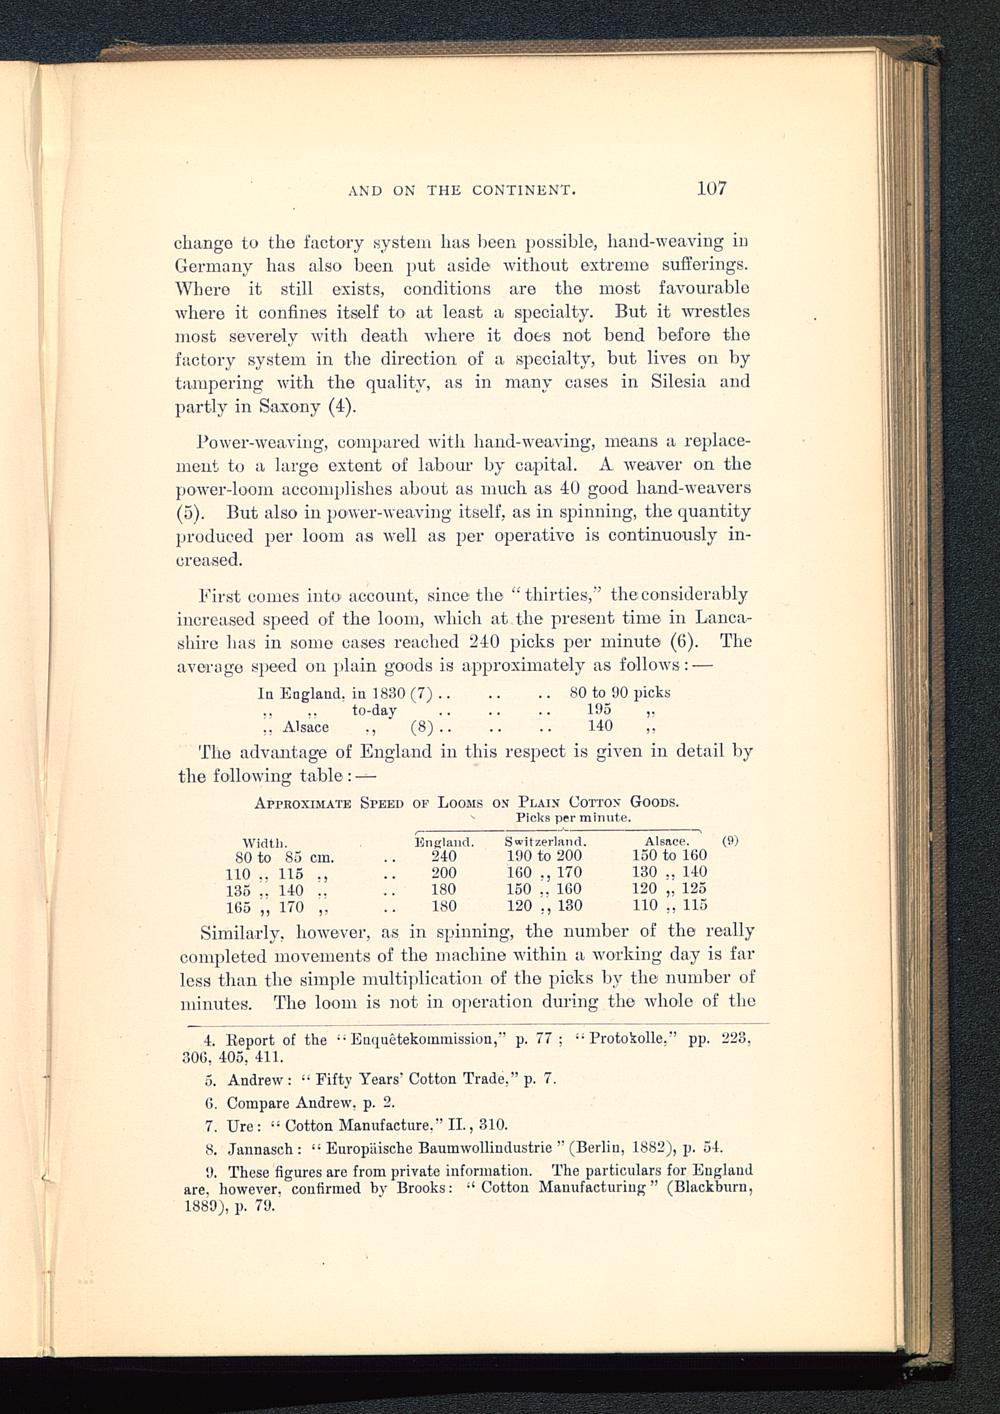 AND ON THE CONTINENT. 107
change to the factory system has been possible, hand-weaving in
Germany has also been put aside without extreme sufferings.
Where it still exists, conditions are the most favourable
where it confines itself to at least a specialty. But it wrestles
most severely with death where it does not bend before the
factory system in the direction of a specialty, but lives on by
tampering with the quality, as in many cases in Silesia and
partly in Saxony (4).
Power-weaving, compared with hand-weaving, means a replace-
ment to a large extent of labour by capital. A weaver on the
power-loom accomplishes about as much as 40 good hand-weavers
(5). But also in power-weaving itself, as in spinning, the quantity
produced per loom as well as per operative is continuously in-
creased.
First comes into account, since the “thirties,” the considerably
increased speed of the loom, which at the present time in Lanca-
shire has in some cases reached 240 picks per minute (6). The
average speed on plain goods is approximately as follows:—
In England, in 1830 (7) .. .. .. 80 to 90 picks
,, ,, to-day .. .. .. 195 ,,
,, Alsace ,, (8) .. .. .. 140 ,,
The advantage of England in this respect is given in detail by
the following table:—
APPROXIMATE SPEED OF LOOMS ON PLAIN COTTON GOODS.
Picks per minute.
Width. England. Switzerland. Alsace. (9)
80 to 85 cm. .. 240 190 to 200 150 to 160
110 ,, 115 ,, .. 200 160 ,, 170 130 ,, 140
135 ,, 140 ,, .. 180 150 ,, 160 120 ,, 125
165 ,, 170 ,, .. 180 120 ,, 130 110 ,, 115
Similarly, however, as in spinning, the number of the really
completed movements of the machine within a working day is far
less than the simple multiplication of the picks by the number of
minutes. The loom is not in operation during the whole of the
4. Report of the “Enquêtekommission,” p. 77; “Protokolle,” pp. 223,
306, 405, 411.
5. Andrew: “Fifty Years’ Cotton Trade,” p. 7.
6. Compare Andrew, p. 2.
7. Ure: “Cotton Manufacture,” II., 310.
8. Jannasch: “Europäische Baumwollindustrie” (Berlin, 1882), p. 54.
9. These figures are from private information. The particulars for England
are, however, confirmed by Brooks: “Cotton Manufacturing” (Blackburn,
1889), p. 79.